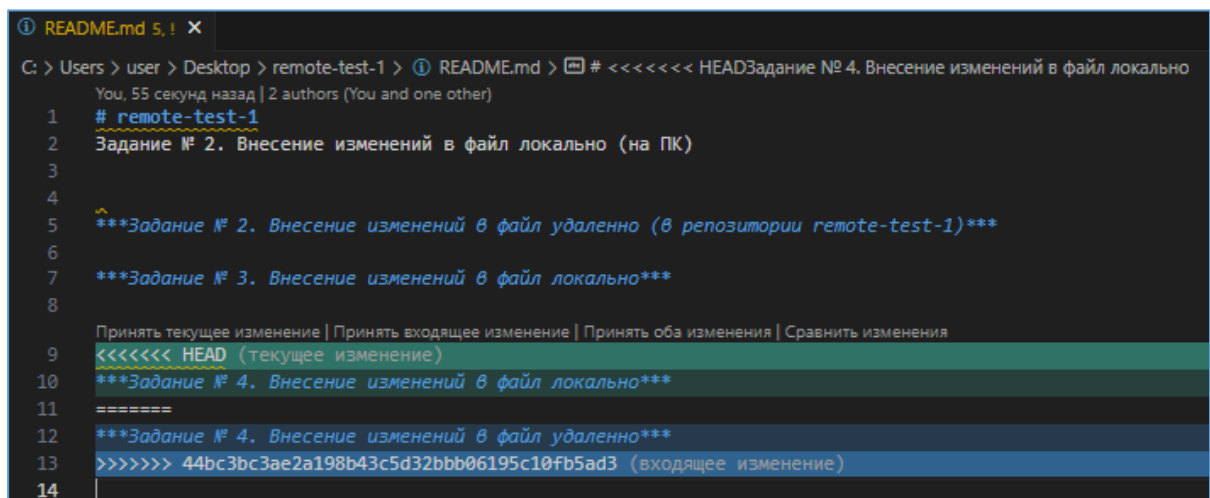 README.md 5, !
C: > Users > user > Desktop > remote-test-1 > README.md > # <<<<<<< HEADЗадание № 4. Внесение изменений в файл локально
You, 55 секунд назад | 2 authors (You and one other)
1 # remote-test-1
2 Задание № 2. Внесение изменений в файл локально (на ПК)
3
4
5 ***Задание № 2. Внесение изменений в файл удаленно (в репозитории remote-test-1)***
6
7 ***Задание № 3. Внесение изменений в файл локально***
8
Принять текущее изменение | Принять входящее изменение | Принять оба изменения | Сравнить изменения
9 <<<<<<< HEAD (текущее изменение)
10 ***Задание № 4. Внесение изменений в файл локально***
11 =======
12 ***Задание № 4. Внесение изменений в файл удаленно***
13 >>>>>>> 44bc3bc3ae2a198b43c5d32bbb06195c10fb5ad3 (входящее изменение)
14